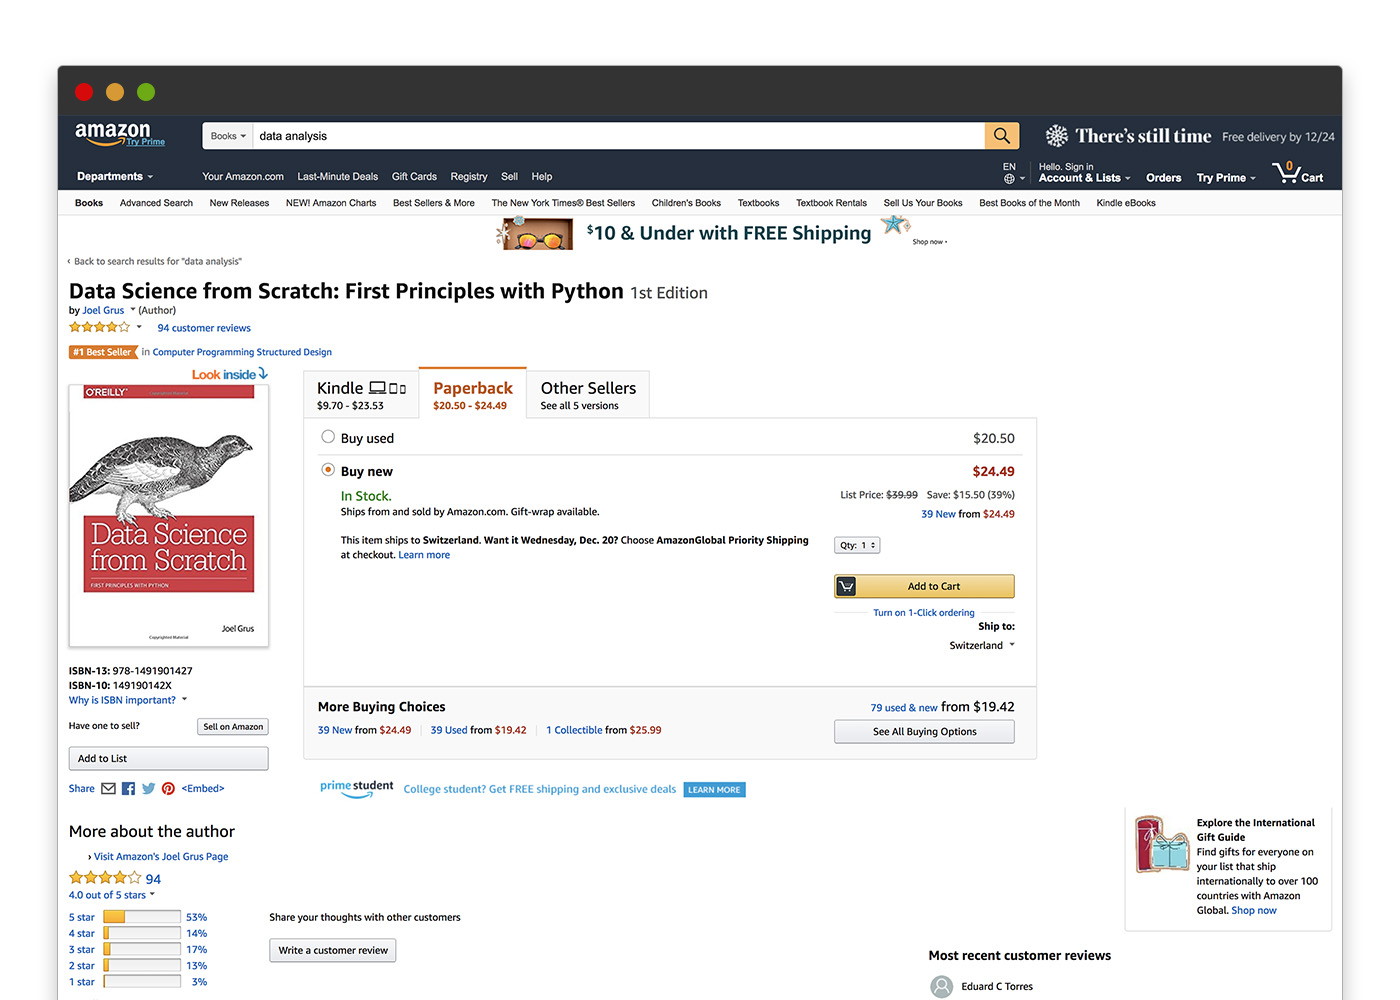 amazon
Try Prime
Books
data analysis
There's still time Free delivery by 12/24
Departments
Your Amazon.com Last-Minute Deals Gift Cards Registry Sell Help
EN
Hello. Sign in
Account & Lists Orders Try Prime 0 Cart
Books Advanced Search New Releases NEW! Amazon Charts Best Sellers & More The New York Times® Best Sellers Children's Books Textbooks Textbook Rentals Sell Us Your Books Best Books of the Month Kindle eBooks
$10 & Under with FREE Shipping
Shop now ›
‹ Back to search results for "data analysis"
Data Science from Scratch: First Principles with Python 1st Edition
by Joel Grus (Author)
94 customer reviews
#1 Best Seller in Computer Programming Structured Design
Look inside
O'REILLY®
Copyrighted Material
Data Science
from Scratch
FIRST PRINCIPLES WITH PYTHON
Joel Grus
Copyrighted Material
Kindle
$9.70 - $23.53
Paperback
$20.50 - $24.49
Other Sellers
See all 5 versions
Buy used $20.50
Buy new $24.49
In Stock.
List Price: $39.99 Save: $15.50 (39%)
Ships from and sold by Amazon.com. Gift-wrap available.
39 New from $24.49
This item ships to Switzerland. Want it Wednesday, Dec. 20? Choose AmazonGlobal Priority Shipping
at checkout. Learn more
Qty: 1
Add to Cart
Turn on 1-Click ordering
Ship to:
Switzerland
More Buying Choices
79 used & new from $19.42
39 New from $24.49 39 Used from $19.42 1 Collectible from $25.99
See All Buying Options
ISBN-13: 978-1491901427
ISBN-10: 149190142X
Why is ISBN important?
Have one to sell? Sell on Amazon
Add to List
Share <Embed>
prime student College student? Get FREE shipping and exclusive deals LEARN MORE
More about the author
› Visit Amazon's Joel Grus Page
94
4.0 out of 5 stars
5 star 53%
4 star 14%
3 star 17%
2 star 13%
1 star 3%
Share your thoughts with other customers
Write a customer review
Explore the International
Gift Guide
Find gifts for everyone on
your list that ship
internationally to over 100
countries with Amazon
Global. Shop now
Most recent customer reviews
Eduard C Torres